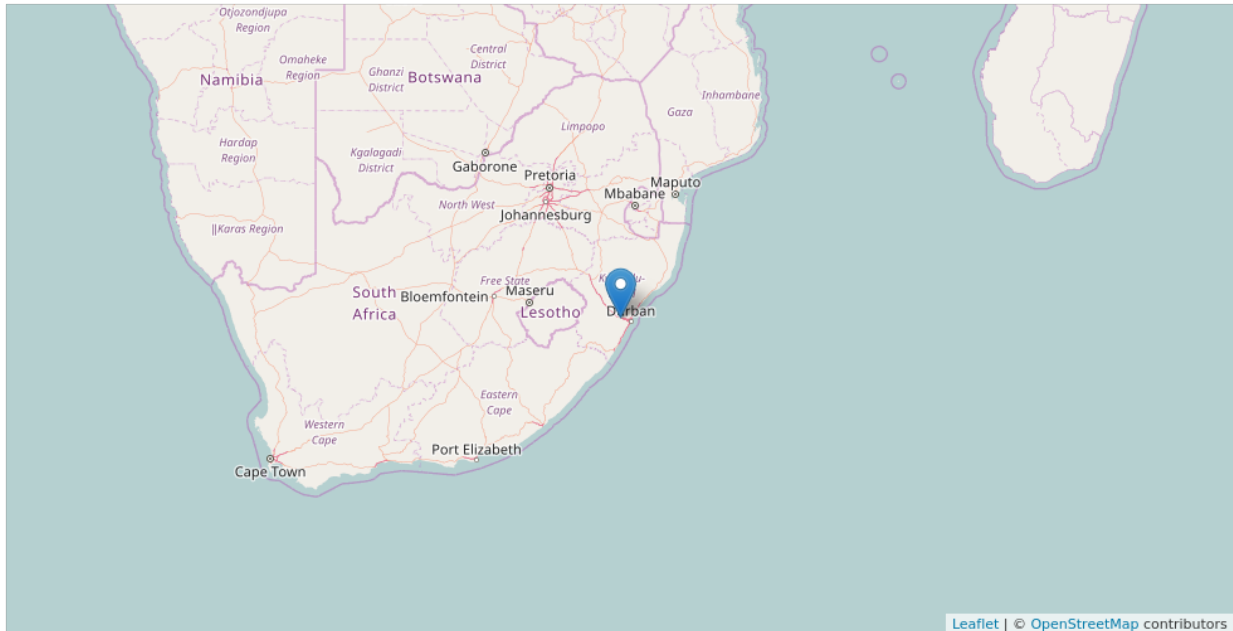 Otjozondjupa
Region
Omaheke
Region
Namibia
Ghanzi
District
Central
District
Botswana
Inhambane
Gaza
Limpopo
Hardap
Region
Kgalagadi
District
Gaborone
Pretoria
Maputo
Mbabane
North West
Johannesburg
||Karas Region
Free State
South
Africa
Bloemfontein
Maseru
Lesotho
Durban
Eastern
Cape
Western
Cape
Port Elizabeth
Cape Town
Leaflet | © OpenStreetMap contributors